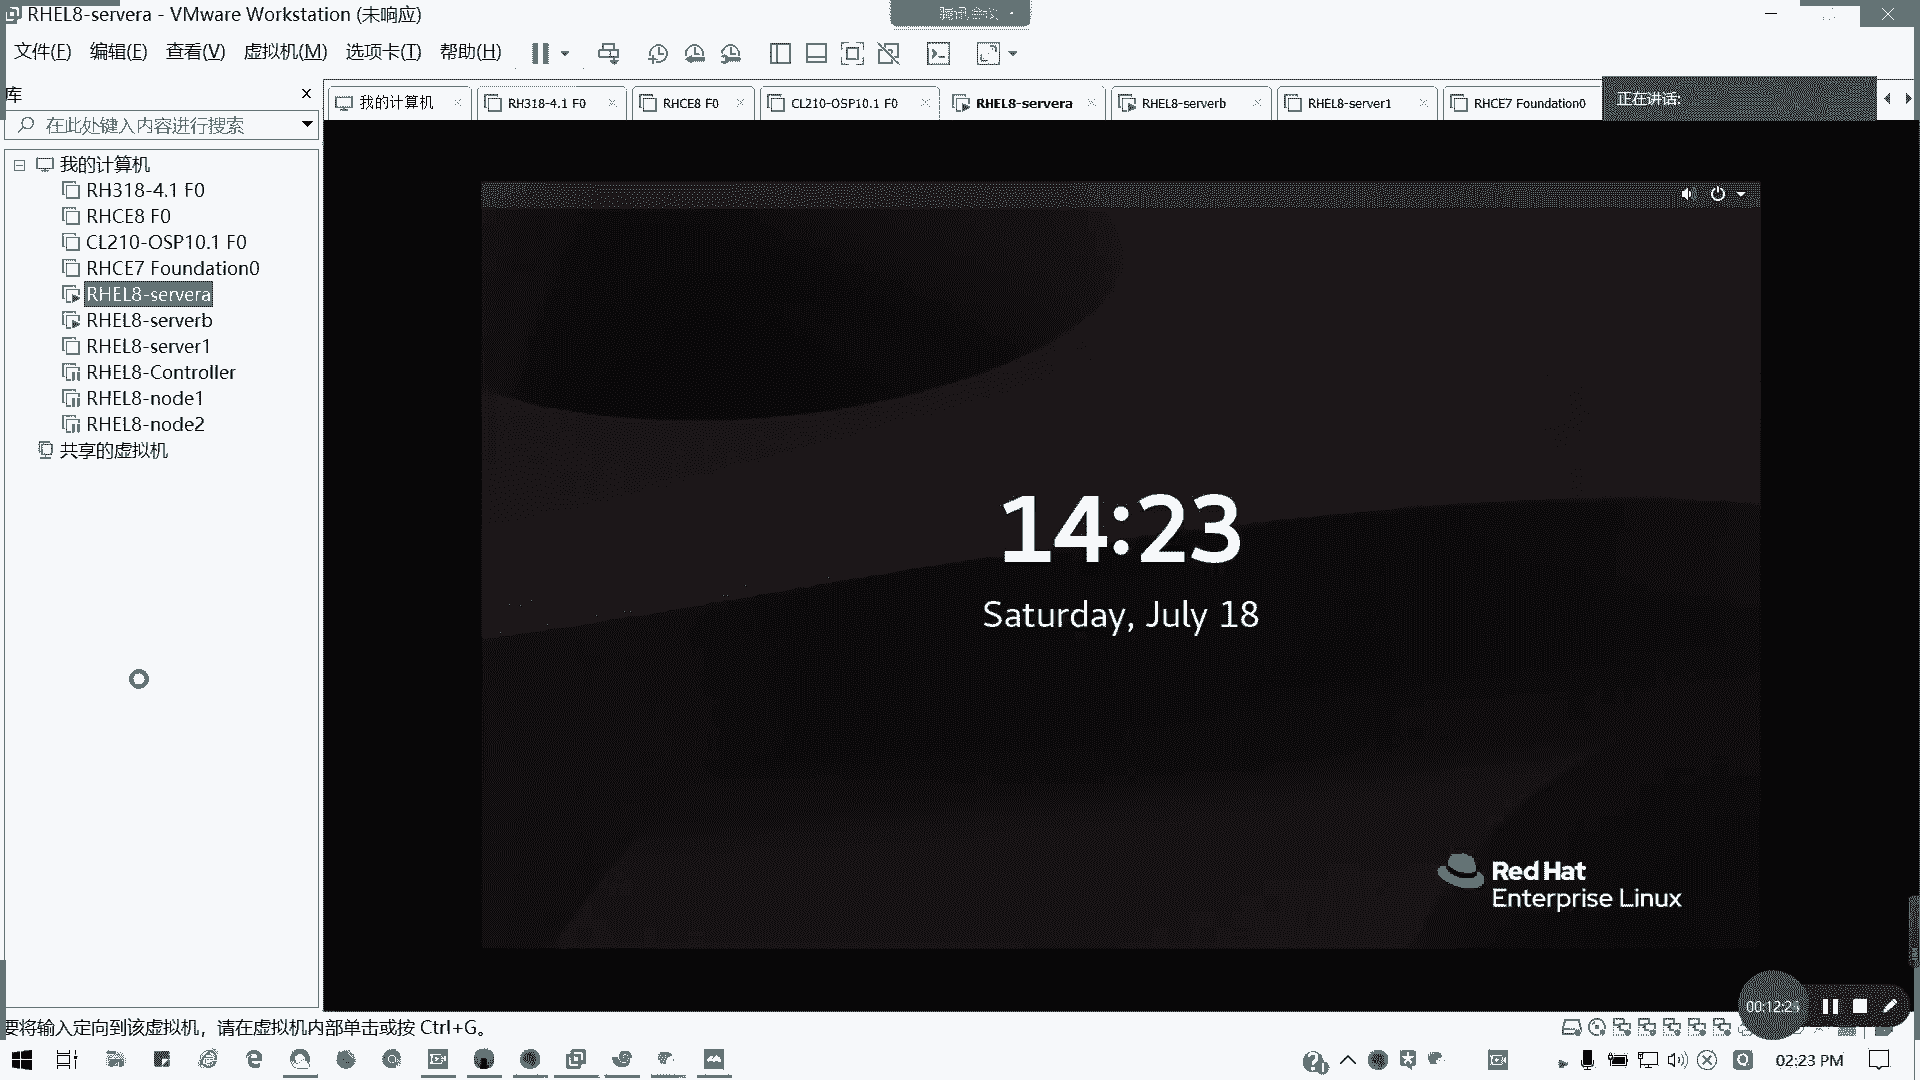 RHEL8-servera - VMware Workstation (未响应)
腾讯会议
文件(F) 编辑(E) 查看(V) 虚拟机(M) 选项卡(T) 帮助(H)
库
在此处键入内容进行搜索
我的计算机
RH318-4.1 F0
RHCE8 F0
CL210-OSP10.1 F0
RHCE7 Foundation0
RHEL8-servera
RHEL8-serverb
RHEL8-server1
RHEL8-Controller
RHEL8-node1
RHEL8-node2
共享的虚拟机
我的计算机 RH318-4.1 F0 RHCE8 F0 CL210-OSP10.1 F0 RHEL8-servera RHEL8-serverb RHEL8-server1 RHCE7 Foundation0
正在讲话:
14:23
Saturday, July 18
Red Hat
Enterprise Linux
00:12:24
要将输入定向到该虚拟机，请在虚拟机内部单击或按 Ctrl+G。
02:23 PM